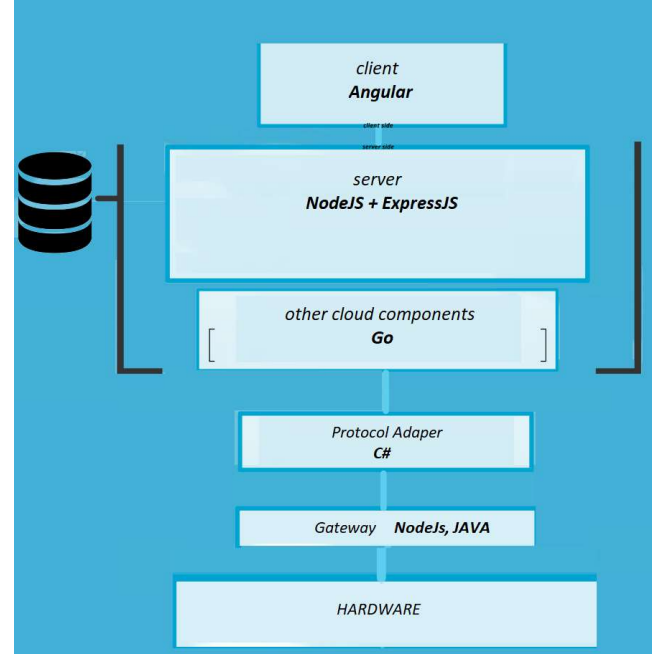 client
Angular
client side
server side
server
NodeJS + ExpressJS
other cloud components
Go
Protocol Adaper
C#
Gateway NodeJs, JAVA
HARDWARE